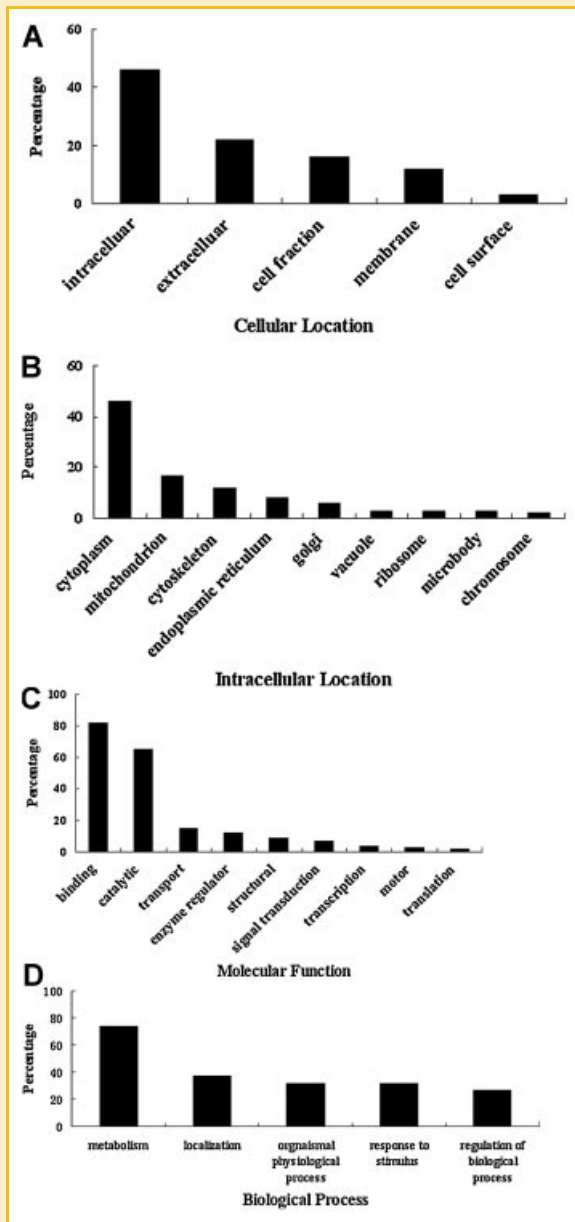 A
Percentage
60
40
20
0
intracelluar
extracelluar
cell fraction
membrane
cell surface
Cellular Location
B
Percentage
60
40
20
0
cytoplasm
mitochondrion
cytoskeleton
endoplasmic reticulum
golgi
vacuole
ribosome
microbody
chromosome
Intracellular Location
C
Percentage
100
80
60
40
20
0
binding
catalytic
transport
enzyme regulator
structural
signal transduction
transcription
motor
translation
Molecular Function
D
Percentage
100
80
60
40
20
0
metabolism
localization
orgnaismal
physiological
process
response to
stimulus
regulation of
biological
process
Biological Process